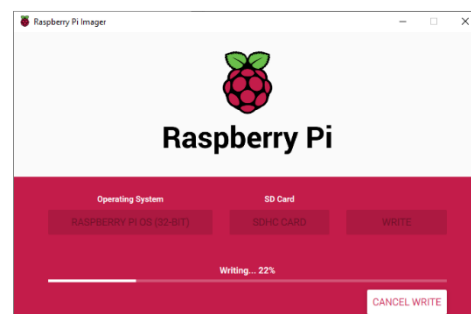 Raspberry Pi Imager
Raspberry Pi
Operating System
SD Card
RASPBERRY PI OS (32-BIT)
SDHC CARD
WRITE
Writing... 22%
CANCEL WRITE